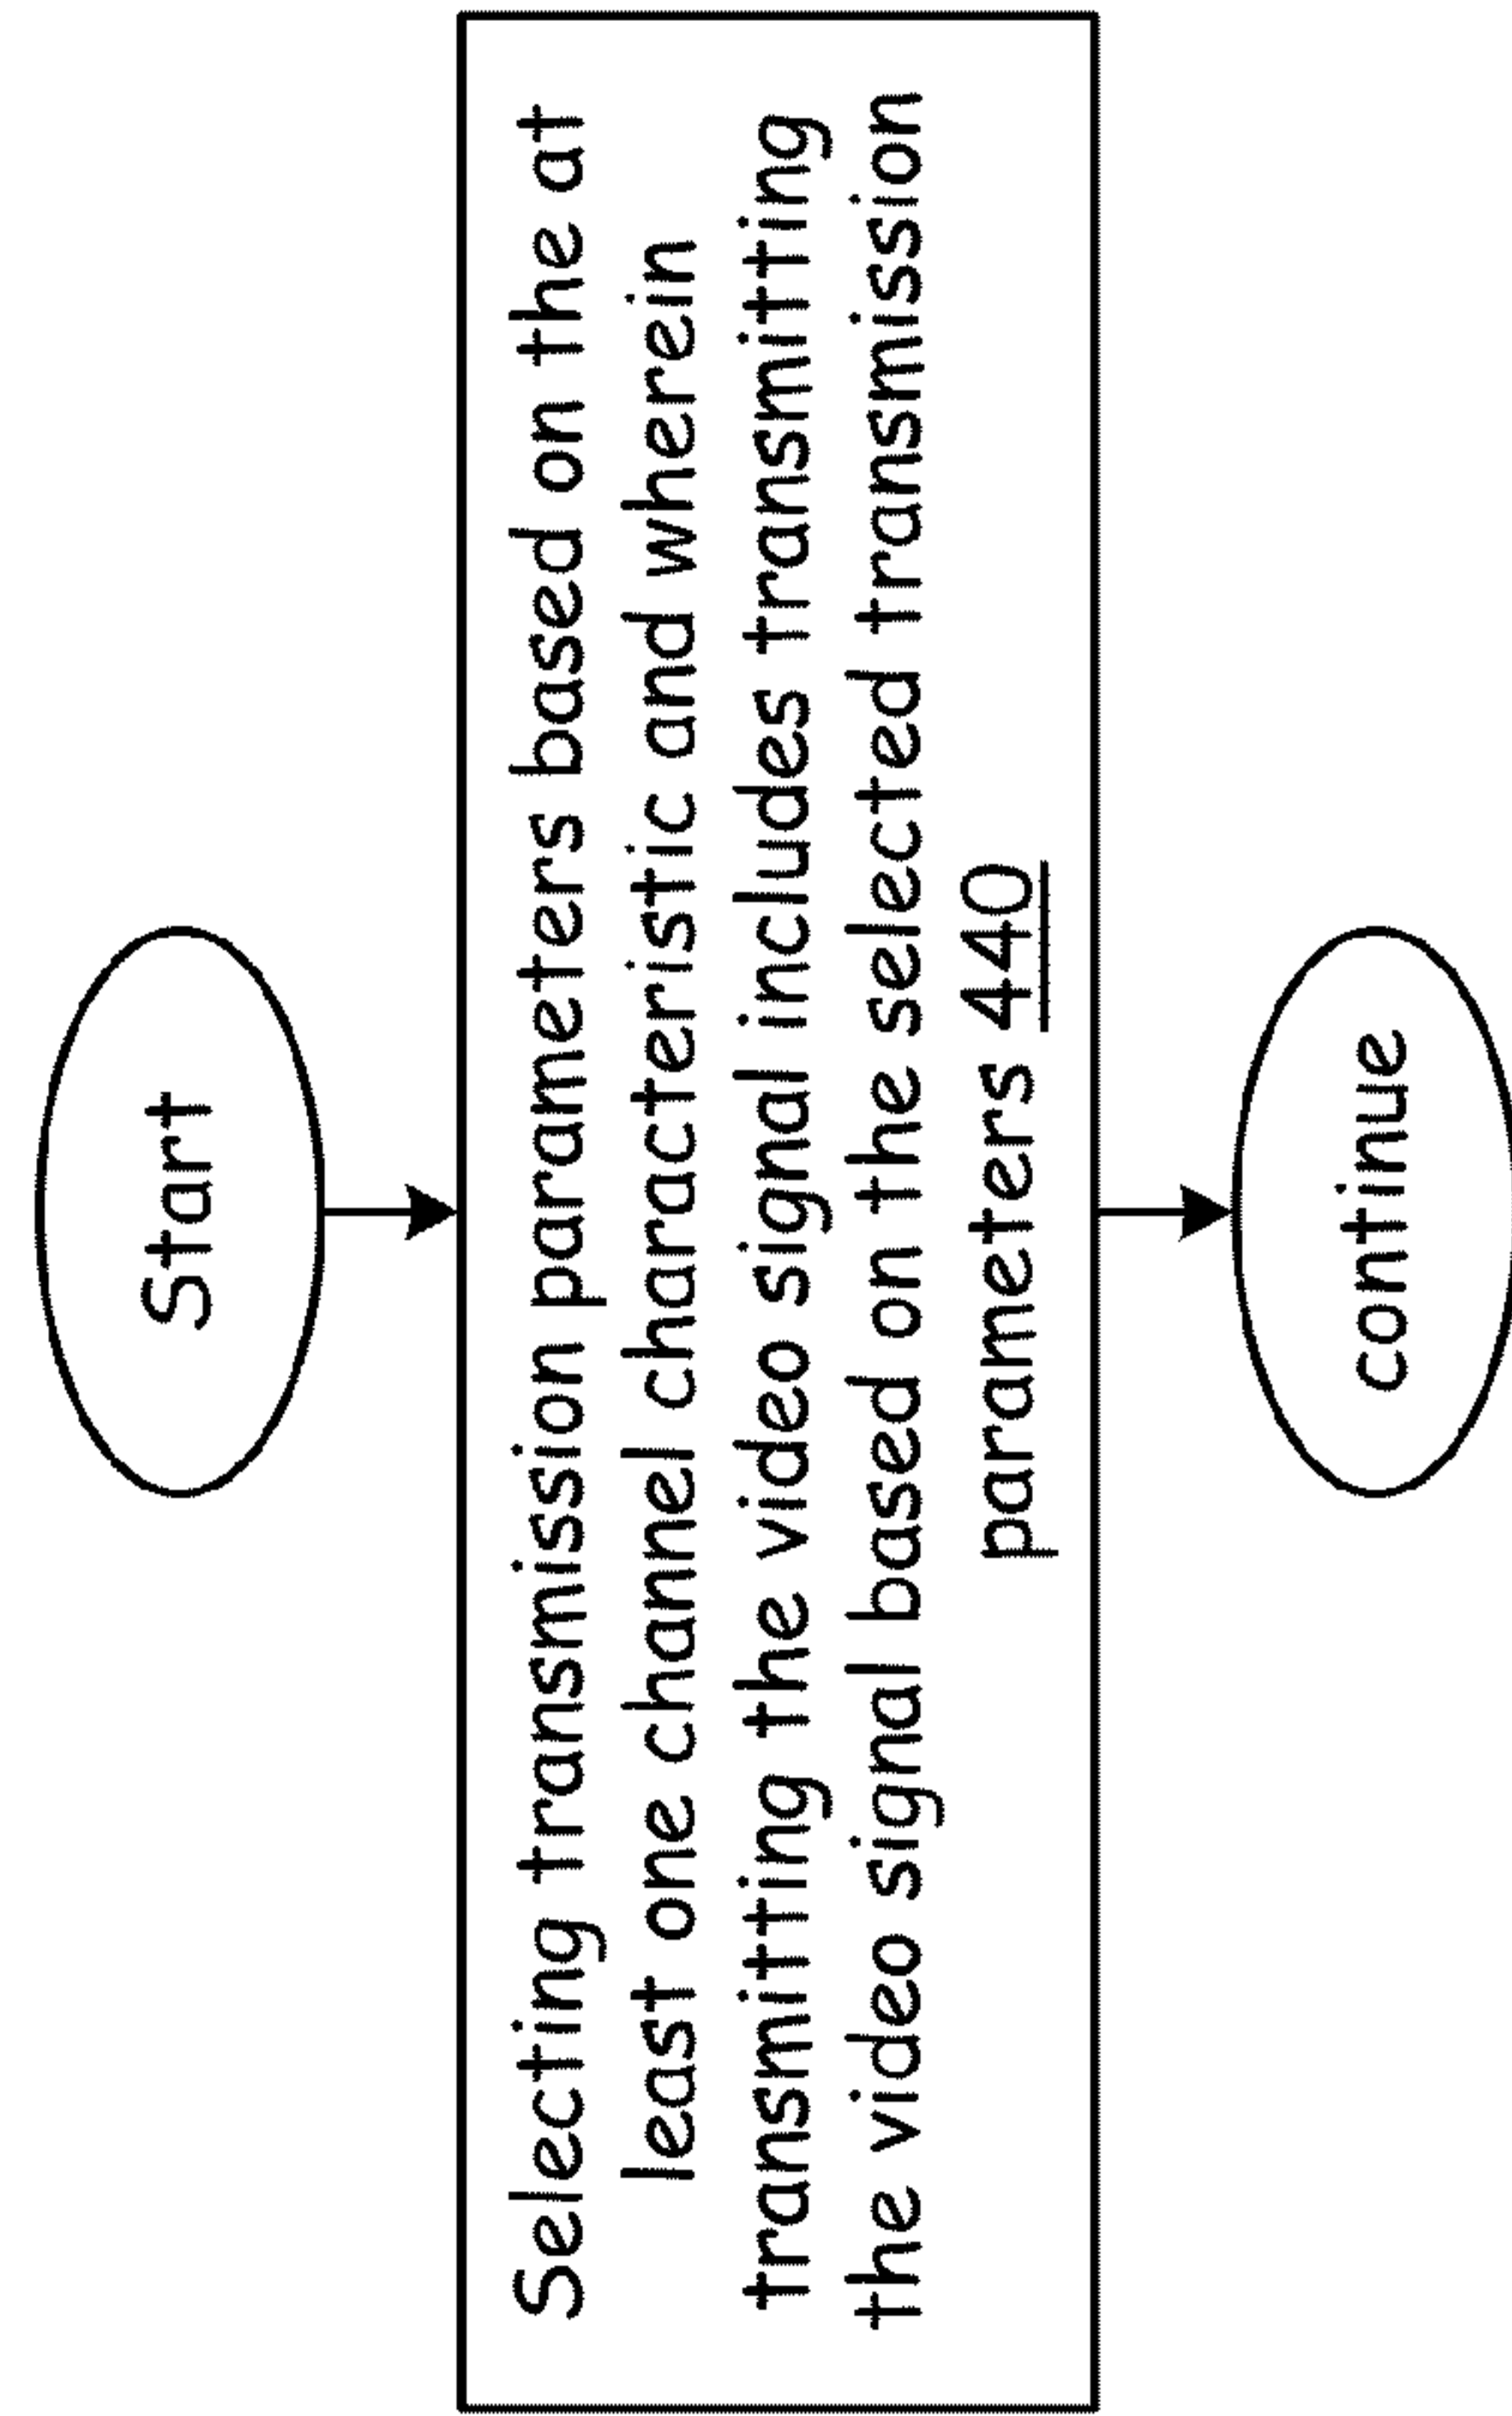 Start
Selecting transmission parameters based on the at
least one channel characteristic and wherein
transmitting the video signal includes transmitting
the video signal based on the selected transmission
parameters 440
continue